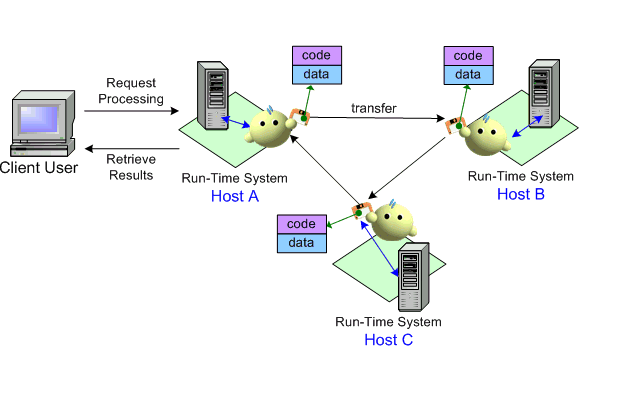 Request
Processing
Retrieve
Results
Client User
code
data
Run-Time System
Host A
transfer
code
data
Run-Time System
Host B
code
data
Run-Time System
Host C